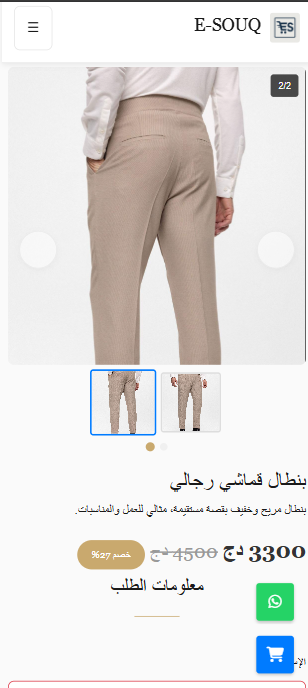 E-SOUQ
2/2
بنطال قماشي رجالي
بنطال مريح وخفيف بقصة مستقيمة، مثالي للعمل والمناسبات.
3300 دج 4500 دج خصم 27%
معلومات الطلب